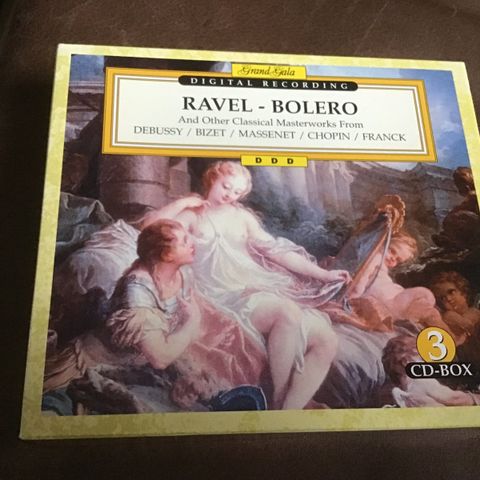 Grand Gala
DIGITAL RECORDING
RAVEL - BOLERO
And Other Classical Masterworks From
DEBUSSY / BIZET / MASSENET / CHOPIN / FRANCK
DDD
3
CD-BOX